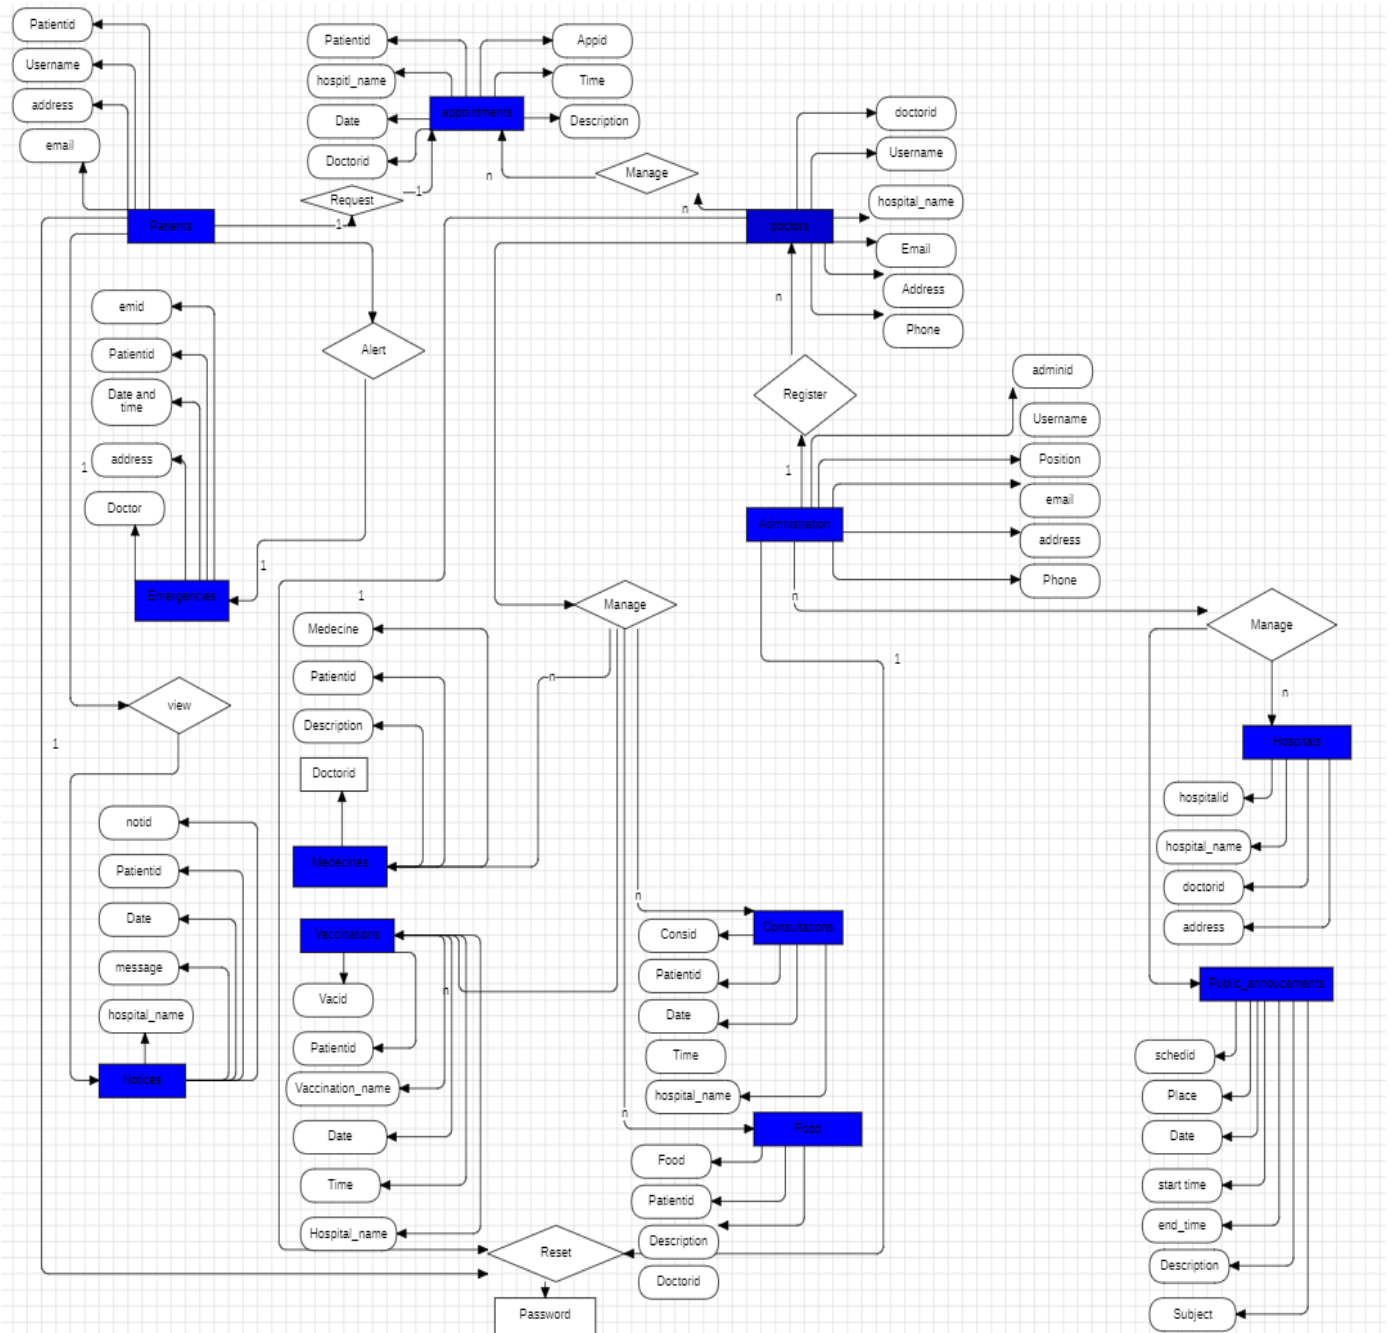 Patientid
Username
address
email
Patients
Patientid
hospitl_name
Date
Doctorid
Appid
Time
Description
appointments
Request
1
1
Manage
n
n
doctorid
Username
hospital_name
Email
Address
Phone
doctors
n
Alert
Register
1
emid
Patientid
Date and
time
address
1
Doctor
Emergencies
1
adminid
Username
Position
email
address
Phone
Administration
n
1
1
Manage
Manage
n
Hospitals
hospitalid
hospital_name
doctorid
address
view
1
Medecine
Patientid
Description
Doctorid
Medecines
n
notid
Patientid
Date
message
hospital_name
Notices
Vaccinations
n
Vacid
Patientid
Vaccination_name
Date
Time
Hospital_name
n
Consultations
Consid
Patientid
Date
Time
hospital_name
n
Food
Food
Patientid
Description
Doctorid
Reset
Password
Public_annoucements
schedid
Place
Date
start time
end_time
Description
Subject